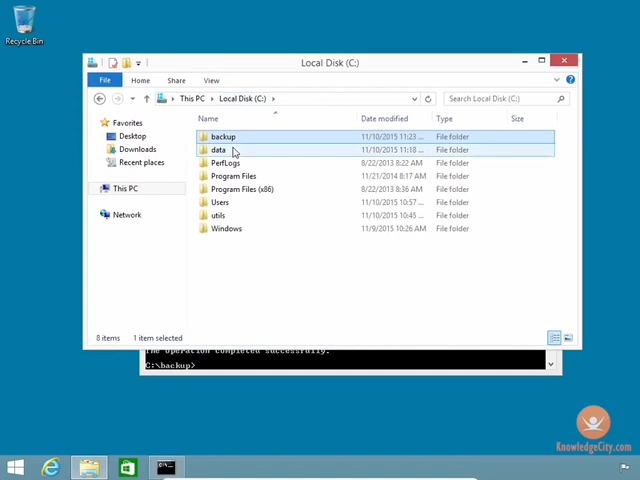 Recycle Bin
Local Disk (C:)
File Home Share View
This PC Local Disk (C:) Search Local Disk (C:)
Name Date modified Type Size
Favorites
Desktop
Downloads
Recent places
This PC
Network
backup 11/10/2015 11:23 ... File folder
data 11/10/2015 11:18 ... File folder
PerfLogs 8/22/2013 8:22 AM File folder
Program Files 11/21/2014 8:17 AM File folder
Program Files (x86) 8/22/2013 8:36 AM File folder
Users 11/10/2015 10:57 ... File folder
utils 11/10/2015 10:45 ... File folder
Windows 11/9/2015 10:26 AM File folder
8 items 1 item selected
The operation completed successfully.
C:\backup>
KnowledgeCity.com